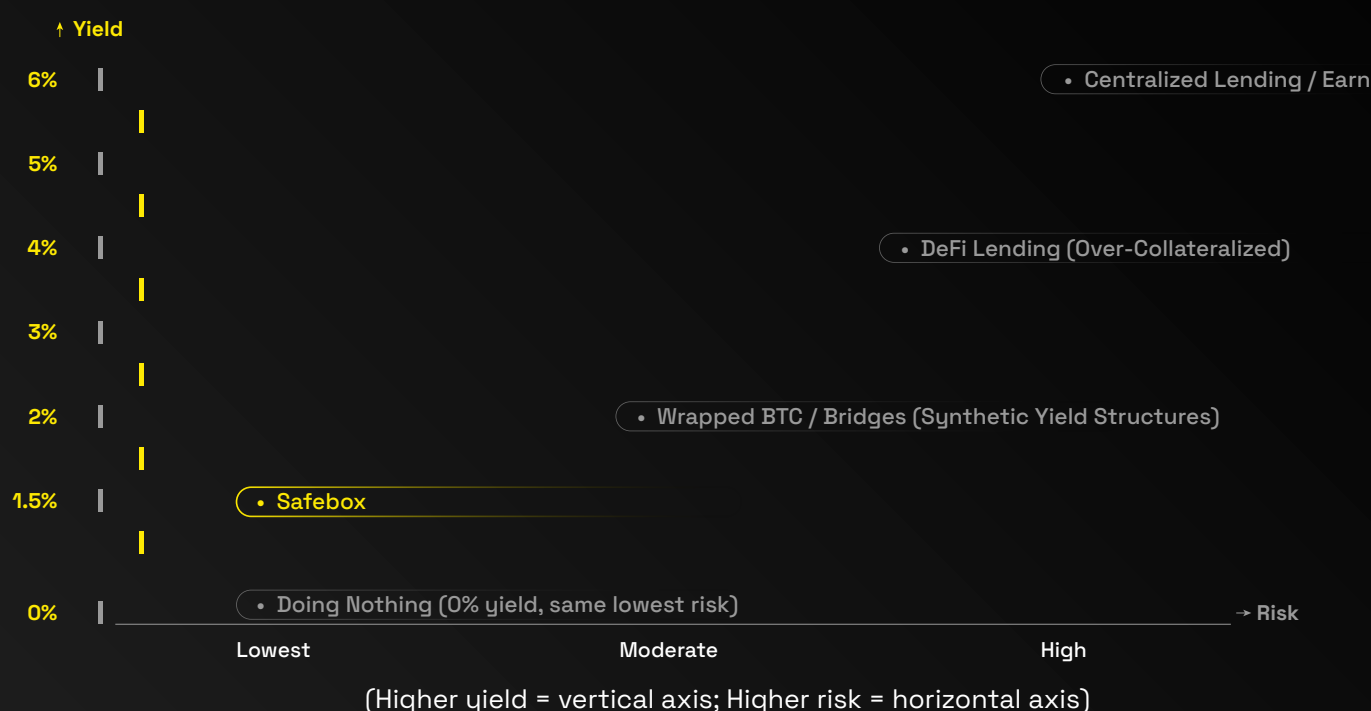 ↑ Yield
6%
• Centralized Lending / Earn
5%
4%
• DeFi Lending (Over-Collateralized)
3%
2%
• Wrapped BTC / Bridges (Synthetic Yield Structures)
1.5%
• Safebox
• Doing Nothing (0% yield, same lowest risk)
0%
→ Risk
Lowest
Moderate
High
(Higher yield = vertical axis; Higher risk = horizontal axis)